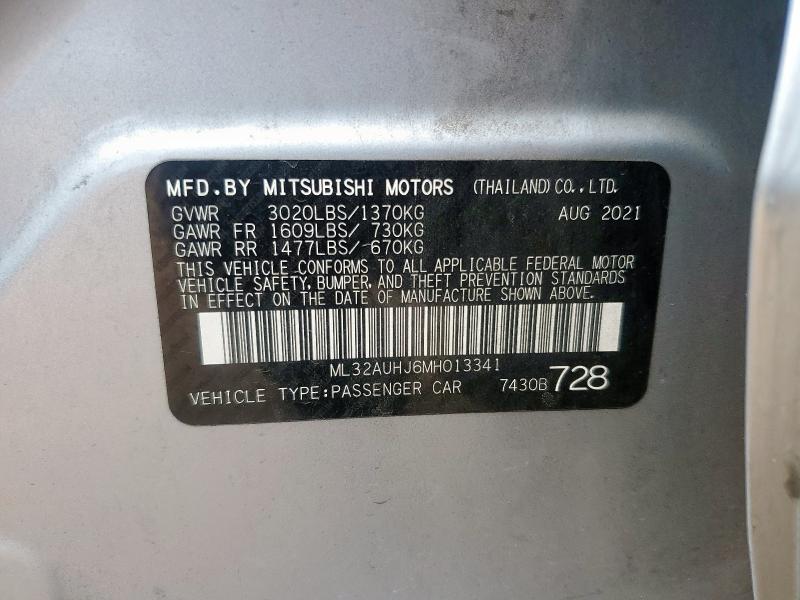 MFD.BY MITSUBISHI MOTORS (THAILAND)CO.,LTD.
GVWR 3020LBS/1370KG AUG 2021
GAWR FR 1609LBS/ 730KG
GAWR RR 1477LBS/ 670KG
THIS VEHICLE CONFORMS TO ALL APPLICABLE FEDERAL MOTOR
VEHICLE SAFETY, BUMPER, AND THEFT PREVENTION STANDARDS
IN EFFECT ON THE DATE OF MANUFACTURE SHOWN ABOVE.
ML32AUHJ6MH013341
VEHICLE TYPE:PASSENGER CAR 7430B 728